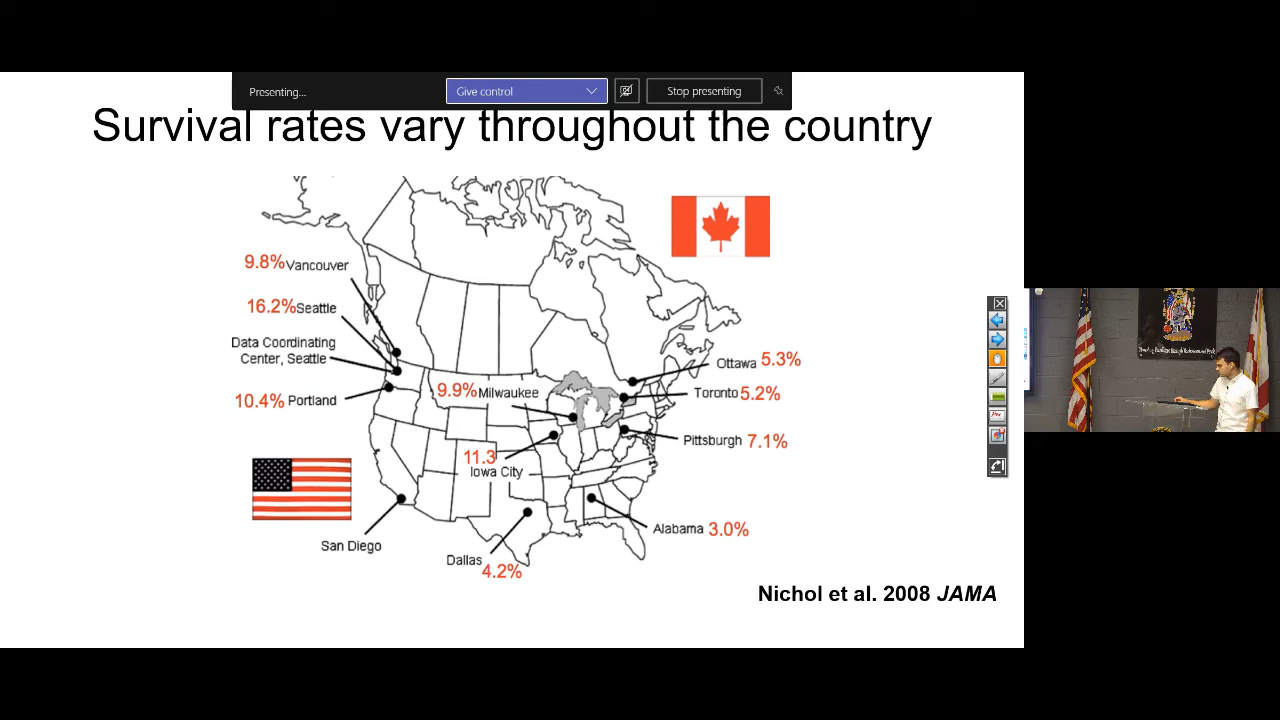 Presenting...
Give control
Stop presenting
Survival rates vary throughout the country
9.8% Vancouver
16.2% Seattle
Data Coordinating
Center, Seattle
10.4% Portland
9.9% Milwaukee
11.3
Iowa City
San Diego
Dallas
4.2%
Ottawa 5.3%
Toronto 5.2%
Pittsburgh 7.1%
Alabama 3.0%
Nichol et al. 2008 JAMA